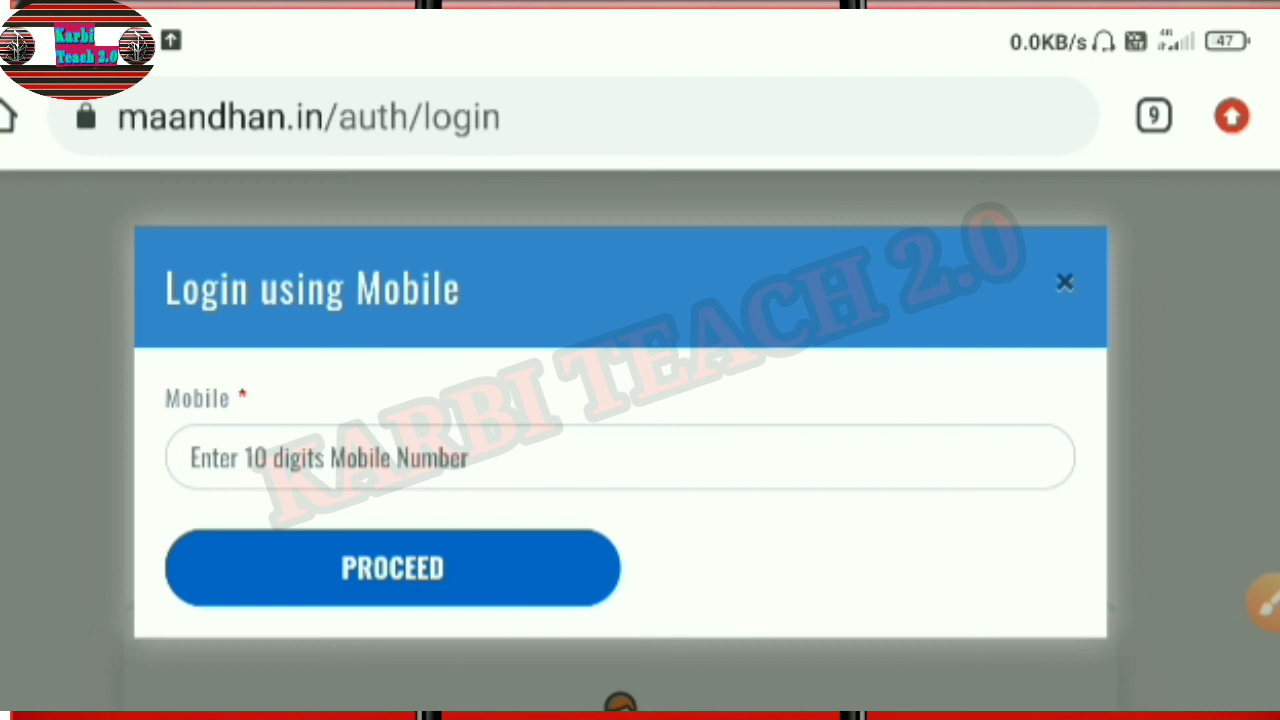 Karbi
Teach 2.0
0.0KB/s
47
maandhan.in/auth/login
9
Login using Mobile
×
Mobile *
Enter 10 digits Mobile Number
KARBI TEACH 2.0
PROCEED